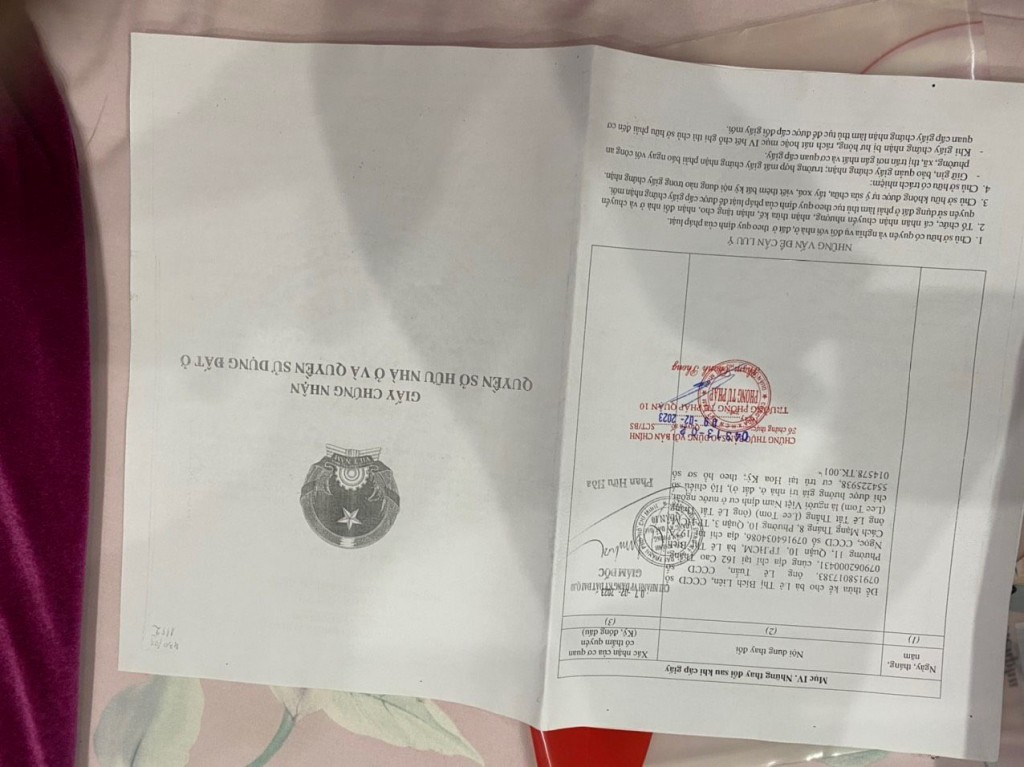 GIẤY CHỨNG NHẬN
QUYỀN SỞ HỮU NHÀ Ở VÀ QUYỀN SỬ DỤNG ĐẤT Ở
Mục IV. Những thay đổi sau khi cấp giấy
Ngày, tháng, năm
Nội dung thay đổi
Xác nhận của cơ quan có thẩm quyền
(Ký, đóng dấu)
(1)
(2)
(3)
Để thừa kế cho bà Lê Thị Bích Liên, CCCD số
079158017383, ông Lê Tuấn, CCCD số
079062000431, cùng địa chỉ tại 162 Cao Thắng,
Phường 11, Quận 10, TP.HCM, bà Lê Thị Bích
Ngọc, CCCD số 079164034086, địa chỉ
Cách Mạng Tháng 8, Phường 10, Quận 3, TP.HCM,
ông Lê Tất Thắng (Lee Tom) (ông Lê Tất Thắng
(Lee Tom) là người Việt Nam định cư ở nước ngoài
chỉ được hưởng giá trị nhà ở, đất ở), Hộ chiếu số
554225938, cư trú tại Hoa Kỳ; theo hồ sơ số
014578.TK.001
GIÁM ĐỐC
Phan Hữu Hòa
CHỨNG THỰC BẢN SAO ĐÚNG VỚI BẢN CHÍNH
Số chứng thực
SCT/BS
-02- 2023
TRƯỞNG PHÒNG TƯ PHÁP QUẬN 10
PHÒNG TƯ PHÁP
NHỮNG VẤN ĐỀ CẦN LƯU Ý
1. Chủ sở hữu có quyền và nghĩa vụ đối với nhà ở, đất ở theo quy định của pháp luật.
2. Tổ chức, cá nhân nhận chuyển nhượng, nhận thừa kế, nhận tặng cho, nhận đổi nhà ở và chuyển
quyền sử dụng đất ở phải làm thủ tục theo quy định của pháp luật để được cấp giấy chứng nhận mới.
3. Chủ sở hữu không được tự ý sửa chữa, tẩy xoá, viết thêm bất kỳ nội dung nào trong giấy chứng nhận.
4. Chủ sở hữu có trách nhiệm:
- Giữ gìn, bảo quản giấy chứng nhận; trường hợp mất giấy chứng nhận phải báo ngay với công an
phường, xã, thị trấn nơi gần nhất và cơ quan cấp giấy.
- Khi giấy chứng nhận bị hư hỏng, rách nát hoặc mục IV hết chỗ ghi thì chủ sở hữu phải đến cơ
quan cấp giấy chứng nhận làm thủ tục để được cấp đổi giấy mới.